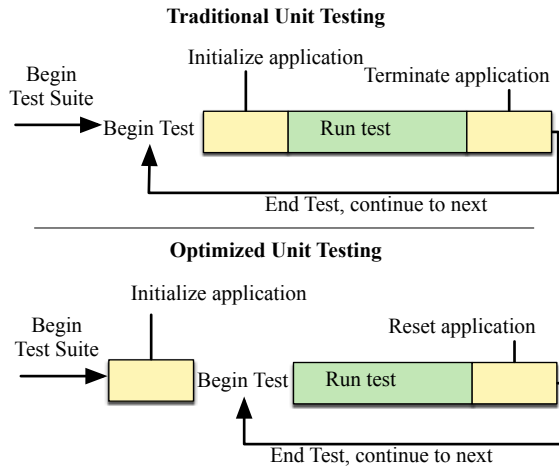 Traditional Unit Testing
Initialize application
Begin
Test Suite
Terminate application
Begin Test
Run test
End Test, continue to next
Optimized Unit Testing
Initialize application
Begin
Test Suite
Reset application
Begin Test
Run test
End Test, continue to next